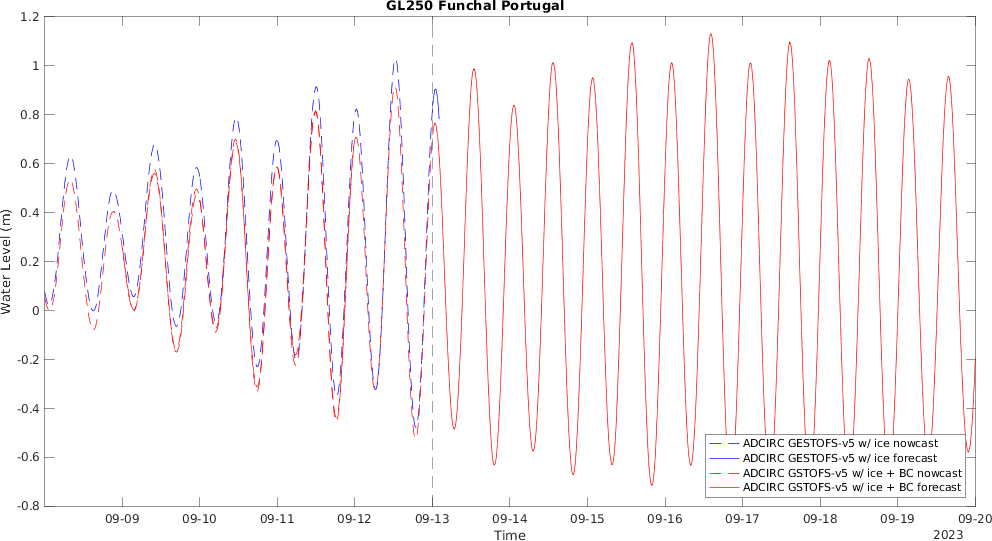 GL250 Funchal Portugal
1.2
1
0.8
0.6
0.4
0.2
0
-0.2
-0.4
-0.6
-0.8
Water Level (m)
ADCIRC GESTOFS-v5 w/ ice nowcast
ADCIRC GESTOFS-v5 w/ ice forecast
ADCIRC GSTOFS-v5 w/ ice + BC nowcast
ADCIRC GSTOFS-v5 w/ ice + BC forecast
09-09 09-10 09-11 09-12 09-13 09-14 09-15 09-16 09-17 09-18 09-19 09-20
Time
2023